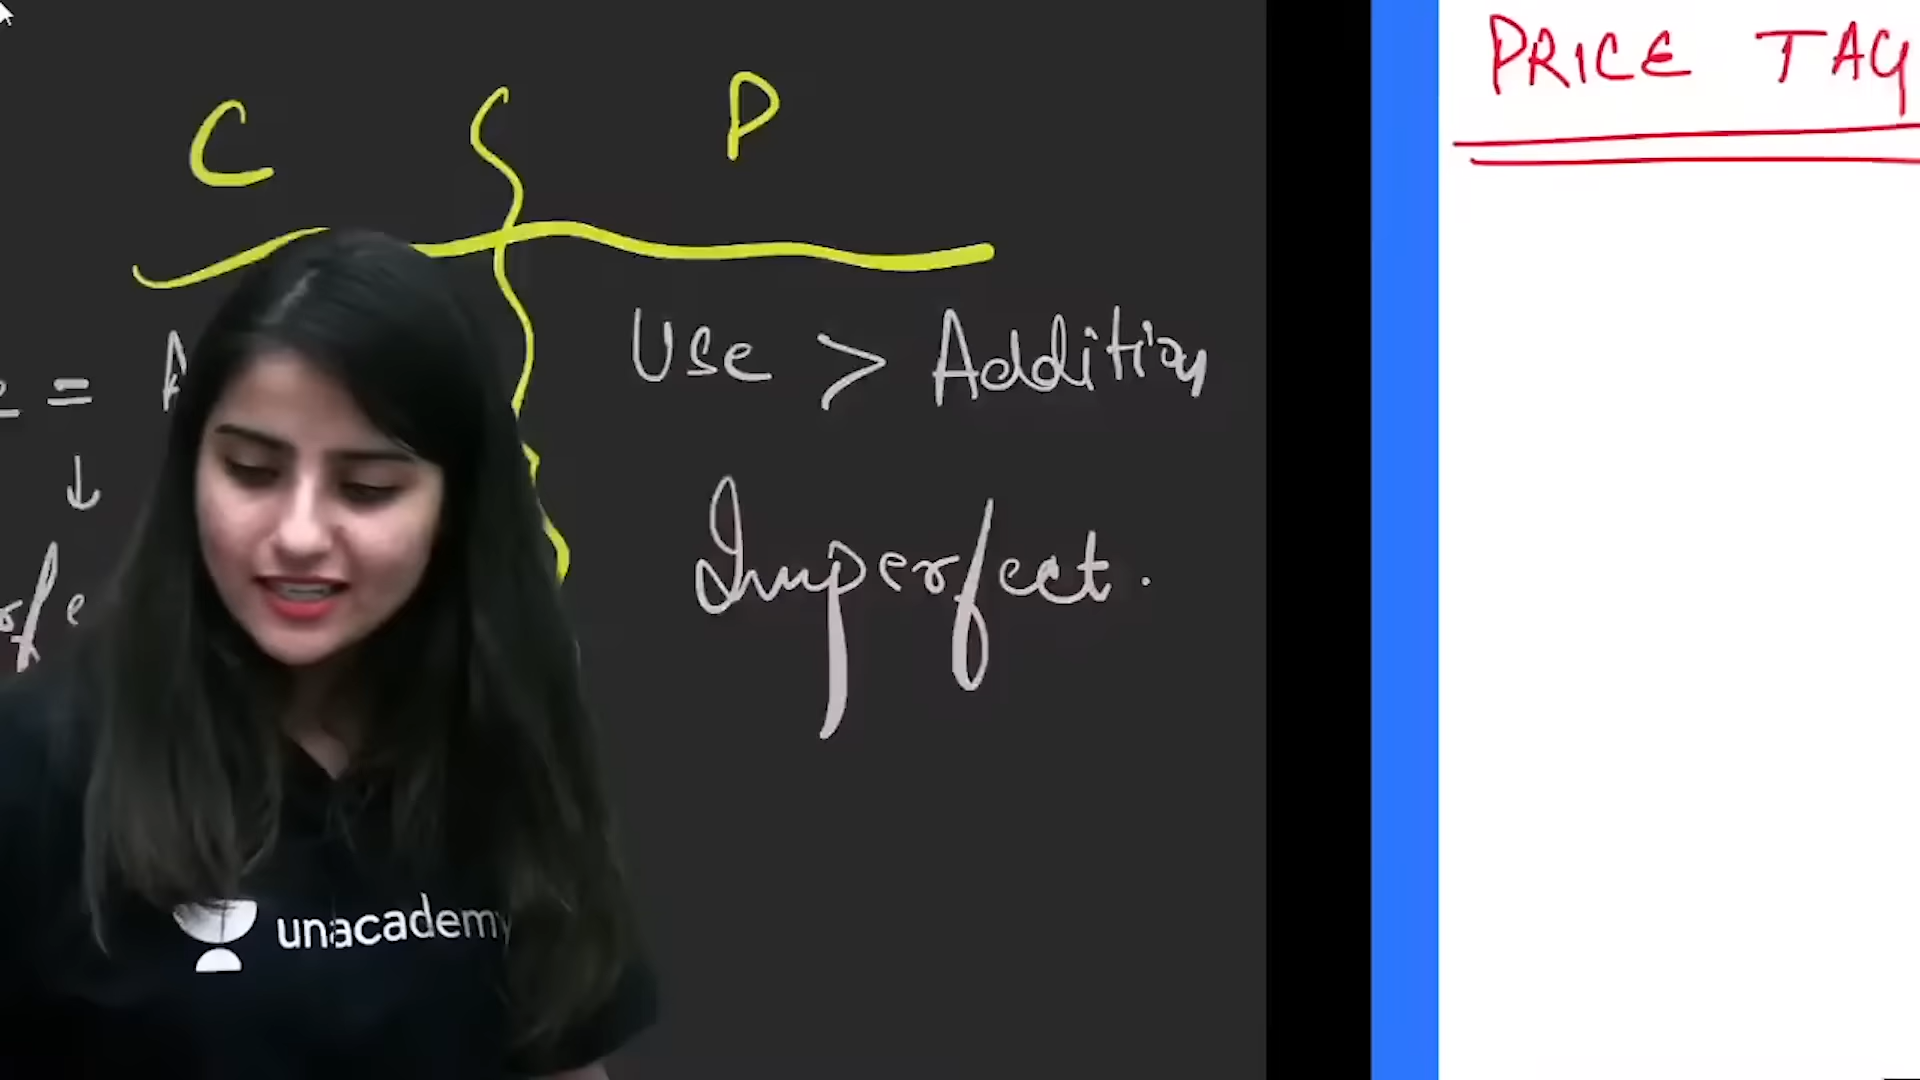 C P
= A
Use > Addition
↓
Imperfect.
unacademy
PRICE TAG